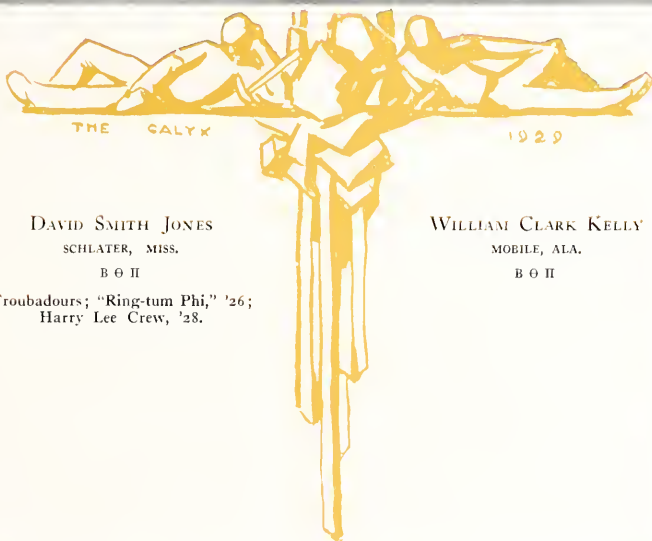 THE CALYX 1929
DAVID SMITH JONES
SCHLATER, MISS.
Β Θ Π
roubadours; "Ring-tum Phi," '26;
Harry Lee Crew, '28.
WILLIAM CLARK KELLY
MOBILE, ALA.
Β Θ Π